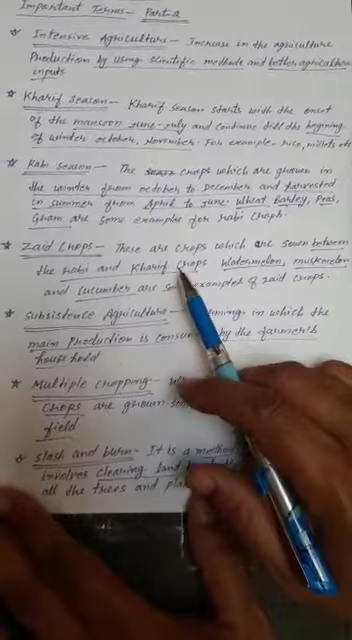 Important Terms - Part-2
* Intensive Agriculture - Increase in the agriculture
Production by using scientific methods and better agricultural
inputs
* Kharif season - Kharif season starts with the onset
of the monsoon June-July and continue till the begining
of winter october, november. For example - rice, millets etc
* Rabi season - The crops which are grown in
the winter from october to December and harvested
in summer from April to june. Wheat Barley, Peas,
Gram are some examples for rabi crops.
* Zaid Crops - These are crops which are sewn between
the rabi and Kharif crops Watermelon, muskmelon
and cucumber are examples of zaid crops.
* Subsistence Agriculture - in which the
main production is by the farmer's
household
* Multiple cropping -
crops are grown
field
* Slash and burn - It is a method
involves clearing land
all the trees and